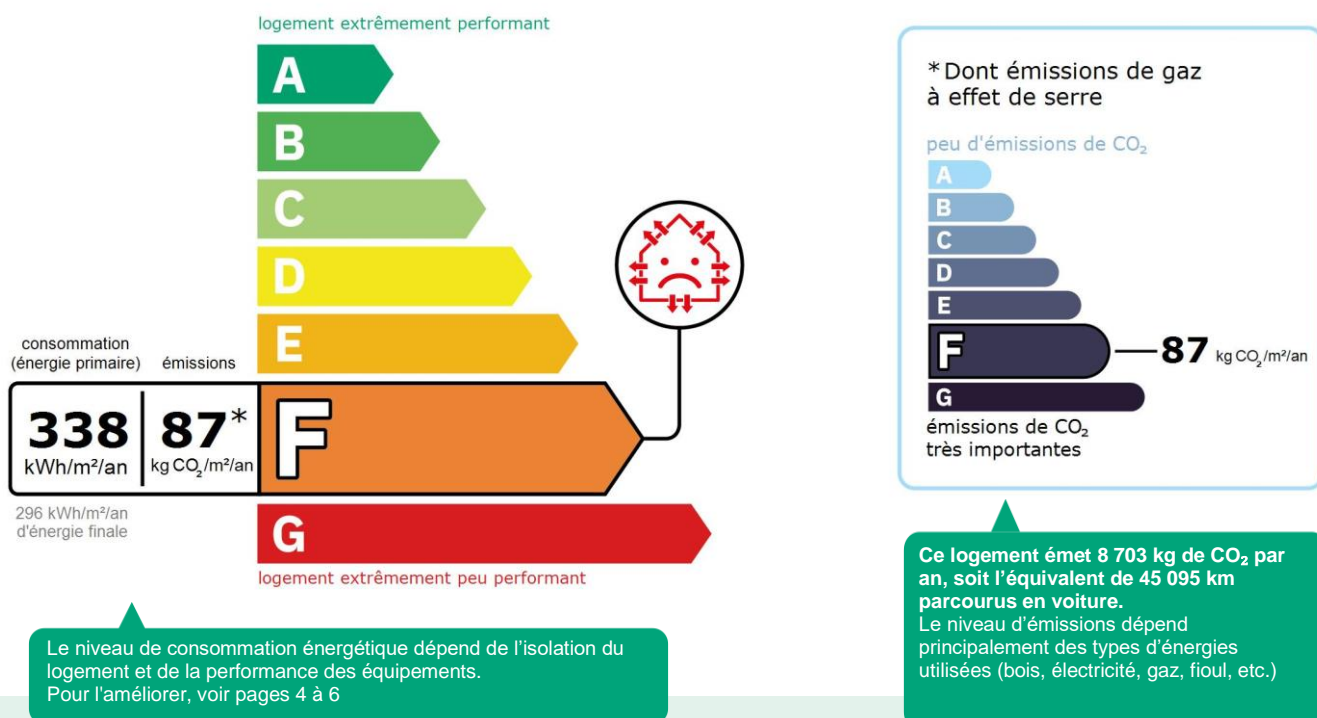 logement extrêmement performant
A
B
C
D
E
consommation
(énergie primaire) émissions
338 87* F
kWh/m²/an kg CO₂/m²/an
296 kWh/m²/an
d'énergie finale
G
logement extrêmement peu performant
Le niveau de consommation énergétique dépend de l'isolation du
logement et de la performance des équipements.
Pour l'améliorer, voir pages 4 à 6
*Dont émissions de gaz
à effet de serre
peu d'émissions de CO₂
A
B
C
D
E
F 87 kg CO₂/m²/an
G
émissions de CO₂
très importantes
Ce logement émet 8 703 kg de CO₂ par
an, soit l'équivalent de 45 095 km
parcourus en voiture.
Le niveau d'émissions dépend
principalement des types d'énergies
utilisées (bois, électricité, gaz, fioul, etc.)